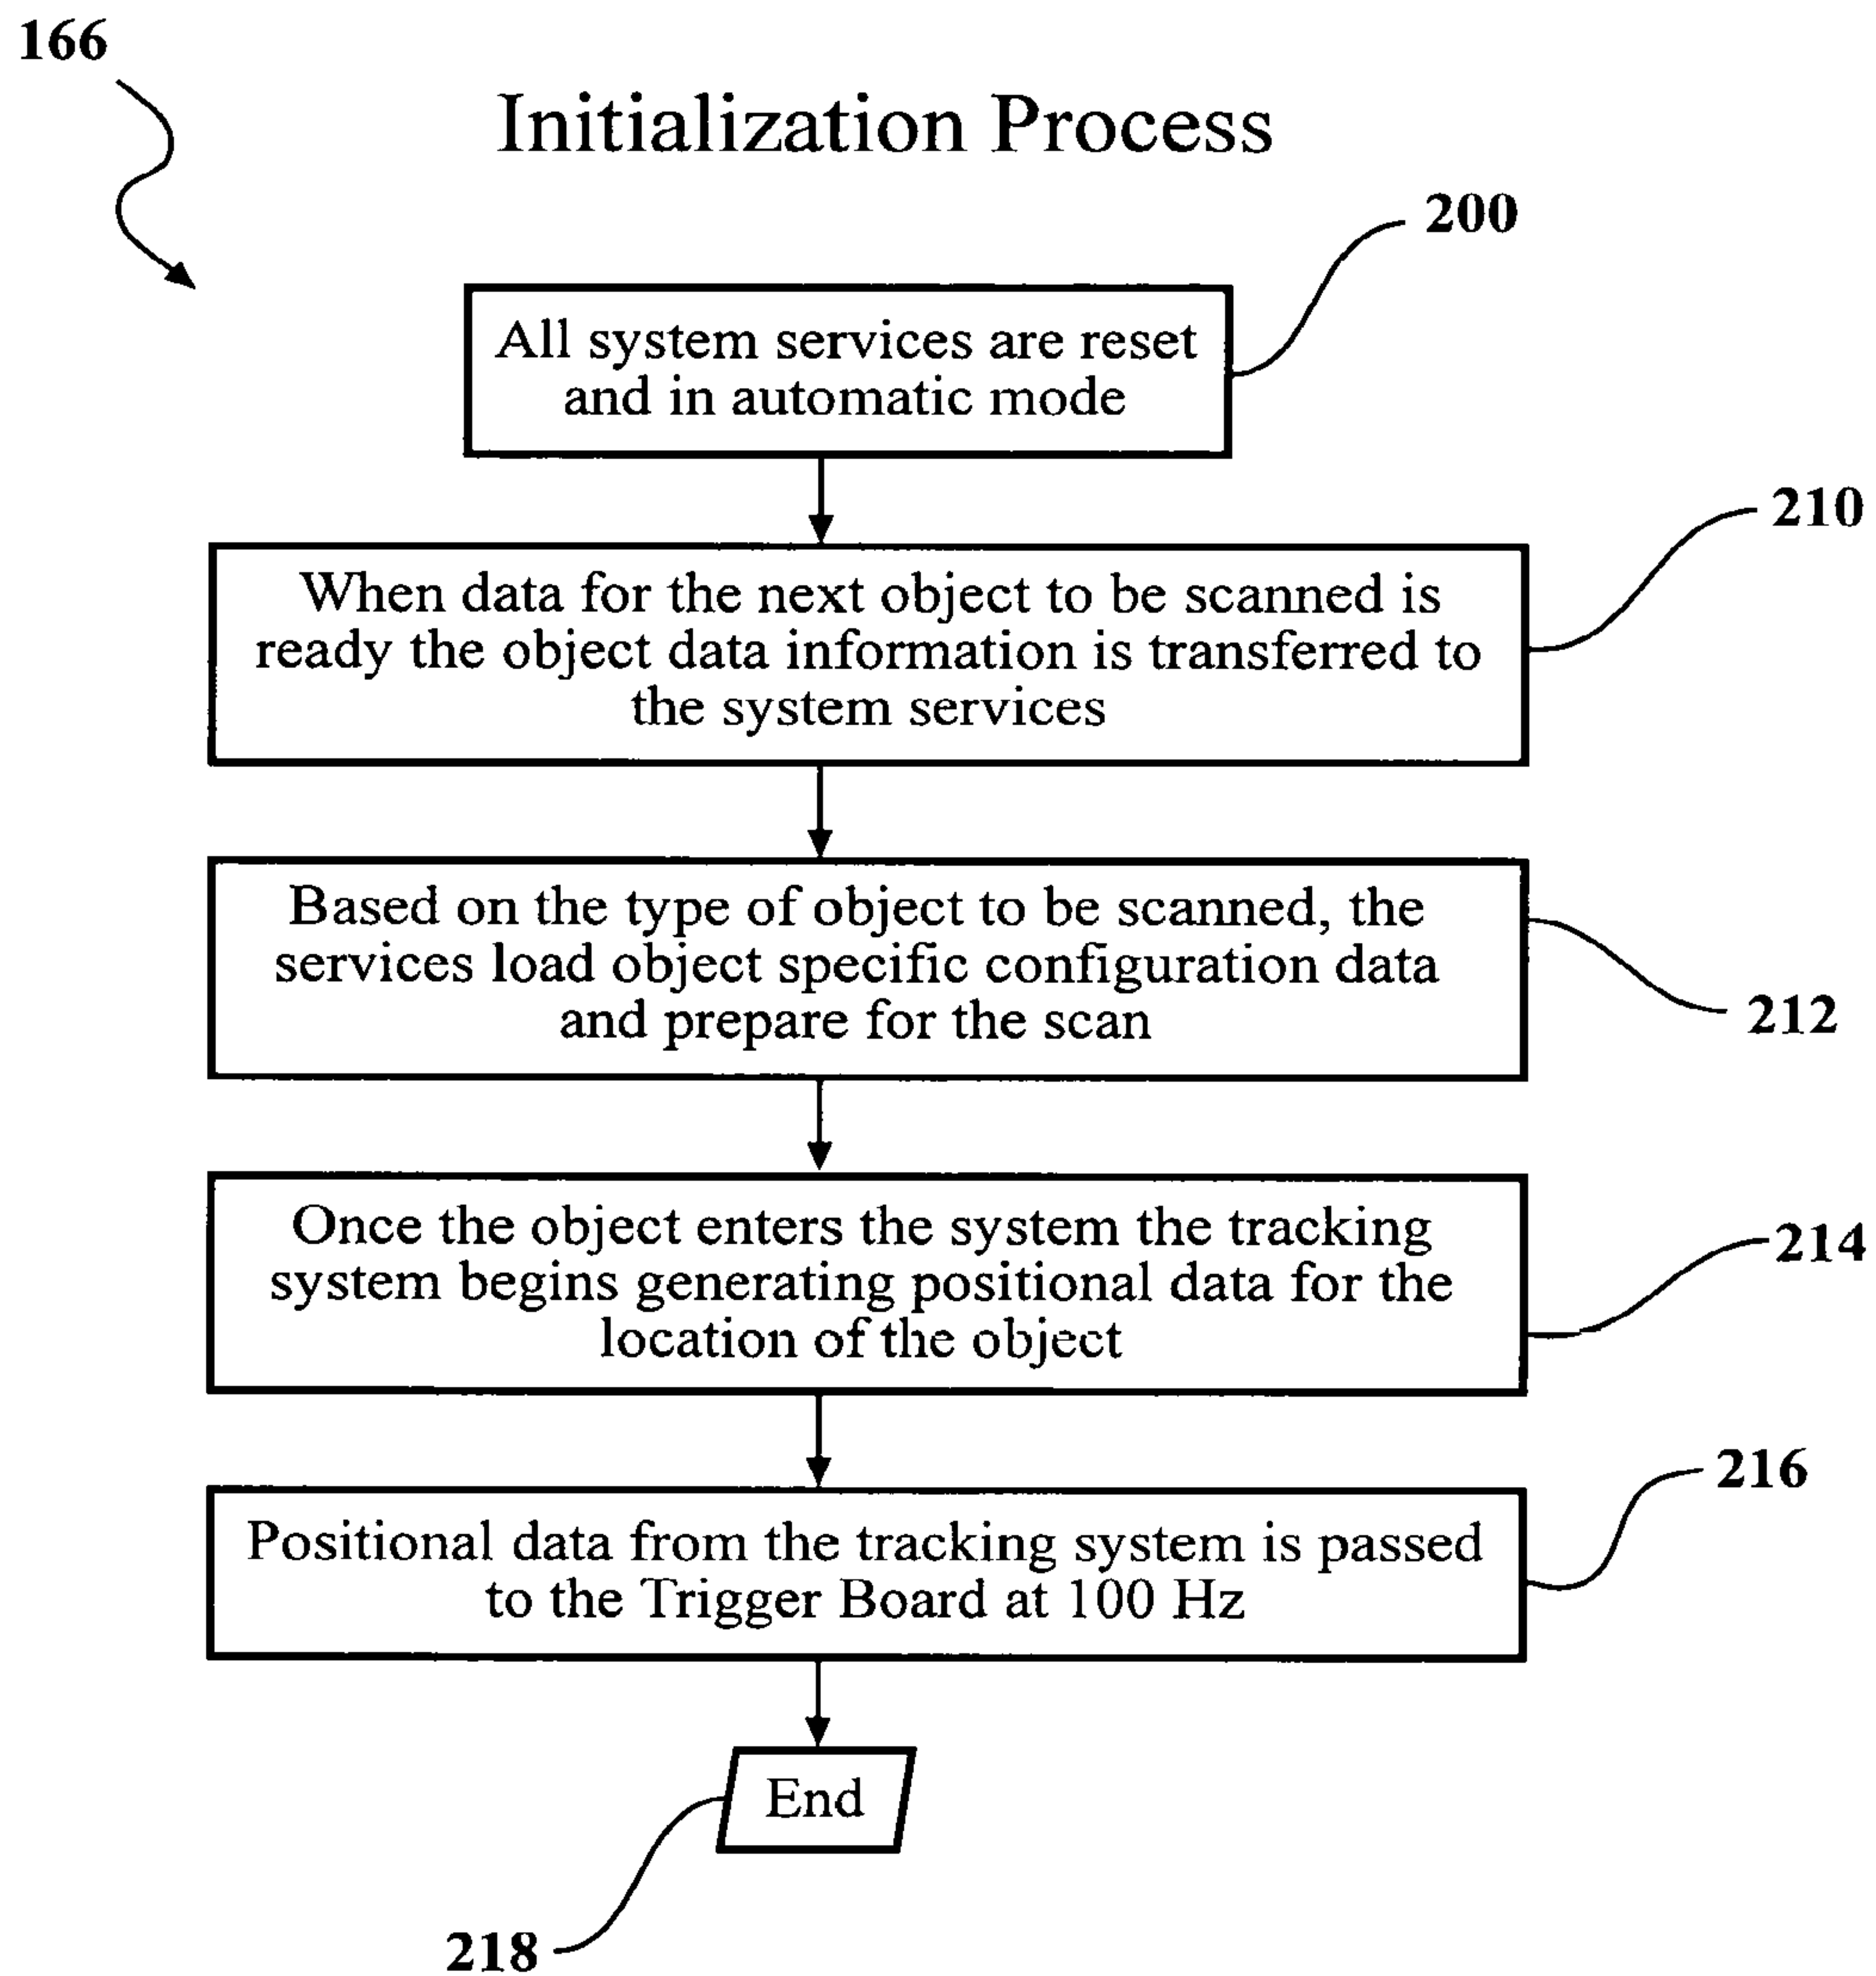 166
Initialization Process
200
All system services are reset
and in automatic mode
210
When data for the next object to be scanned is
ready the object data information is transferred to
the system services
Based on the type of object to be scanned, the
services load object specific configuration data
and prepare for the scan
212
Once the object enters the system the tracking
system begins generating positional data for the
location of the object
214
216
Positional data from the tracking system is passed
to the Trigger Board at 100 Hz
End
218